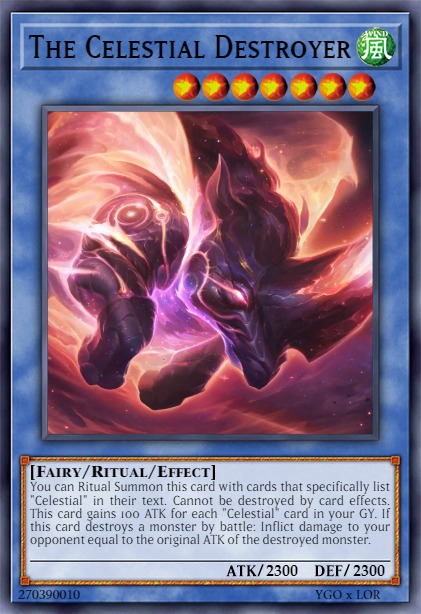 The Celestial Destroyer
WIND
風
[Fairy/Ritual/Effect]
You can Ritual Summon this card with cards that specifically list
"Celestial" in their text. Cannot be destroyed by card effects.
This card gains 100 ATK for each "Celestial" card in your GY. If
this card destroys a monster by battle: Inflict damage to your
opponent equal to the original ATK of the destroyed monster.
ATK/2300 DEF/2300
270390010 YGO x LOR